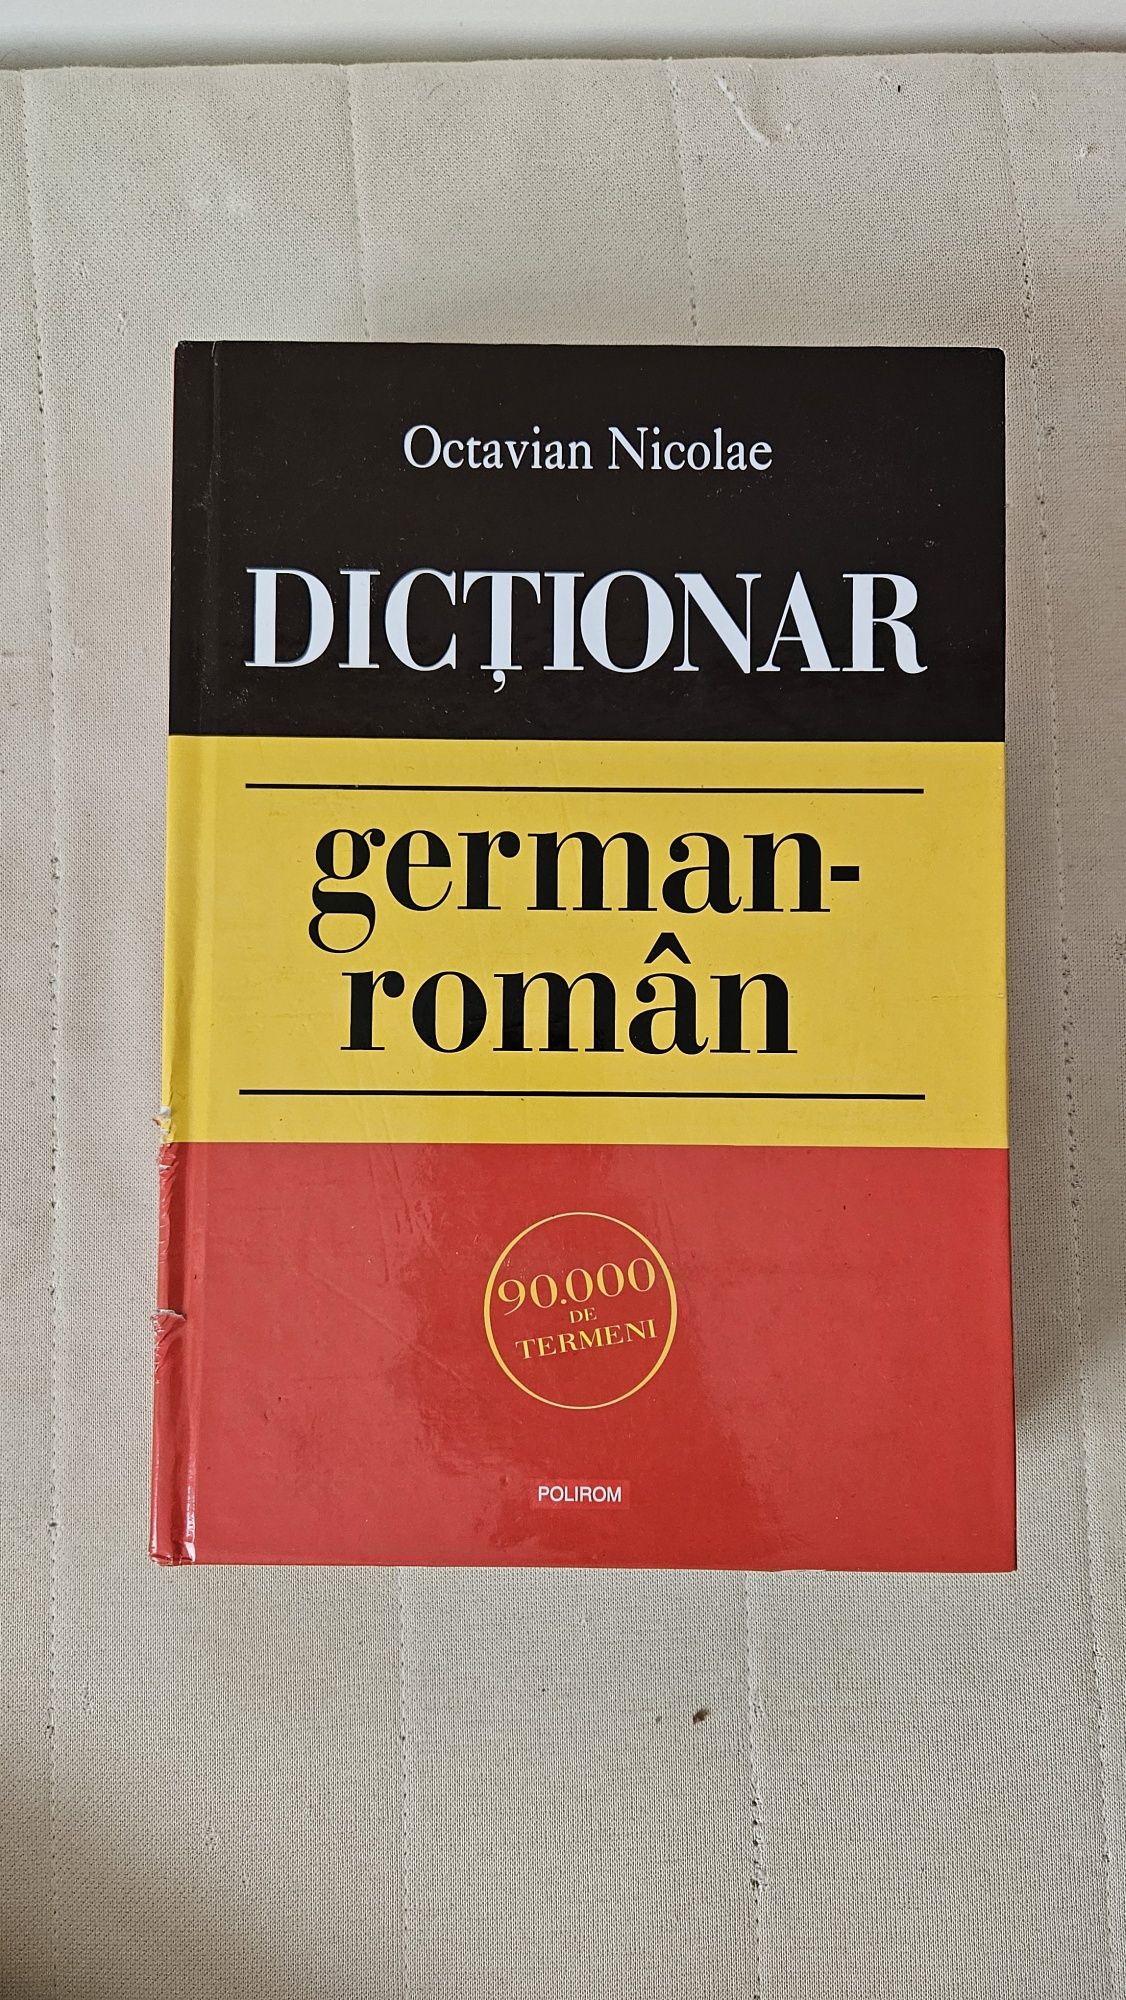 Octavian Nicolae
DICȚIONAR
german-
român
90.000
DE
TERMENI
POLIROM